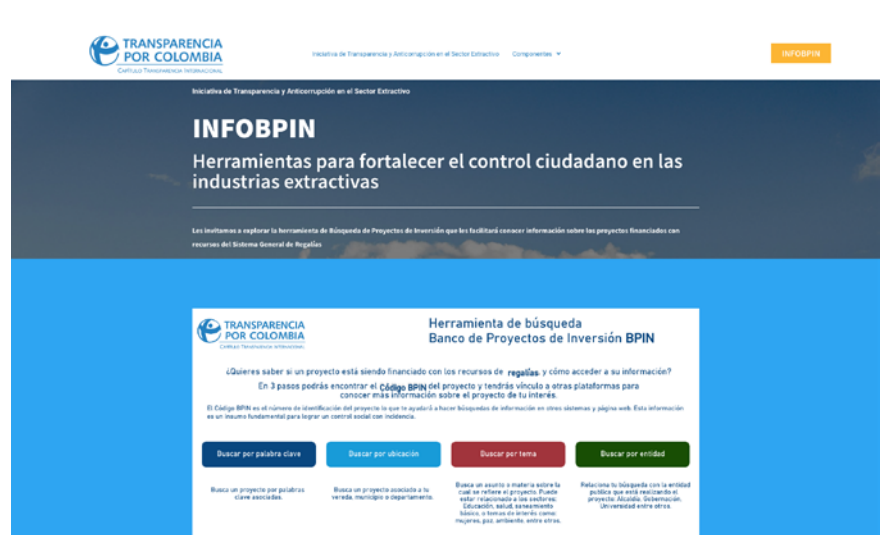 TRANSPARENCIA
POR COLOMBIA
CAPÍTULO TRANSPARENCIA INTERNACIONAL
Iniciativa de Transparencia y Anticorrupción en el Sector Extractivo
Componentes
INFOBPIN
Iniciativa de Transparencia y Anticorrupción en el Sector Extractivo
INFOBPIN
Herramientas para fortalecer el control ciudadano en las
industrias extractivas
Les invitamos a explorar la herramienta de Búsqueda de Proyectos de Inversión que les facilitará conocer información sobre los proyectos financiados con
recursos del Sistema General de Regalías
TRANSPARENCIA
POR COLOMBIA
CAPÍTULO TRANSPARENCIA INTERNACIONAL
Herramienta de búsqueda
Banco de Proyectos de Inversión BPIN
¿Quieres saber si un proyecto está siendo financiado con los recursos de regalías, y cómo acceder a su información?
En 3 pasos podrás encontrar el Código BPIN del proyecto y tendrás vínculo a otras plataformas para
conocer más información sobre el proyecto de tu interés.
El Código BPIN es el número de identificación del proyecto lo que te ayudará a hacer búsquedas de información en otros sistemas y página web. Esta información
es un insumo fundamental para lograr un control social con incidencia.
Buscar por palabra clave
Buscar por ubicación
Buscar por tema
Buscar por entidad
Busca un proyecto por palabras
clave asociadas.
Busca un proyecto asociado a tu
vereda, municipio o departamento.
Busca un asunto o materia sobre la
cual se refiere el proyecto. Puede
estar relacionado a los sectores:
Educación, salud, saneamiento
básico, o temas de interés como:
mujeres, paz, ambiente, entre otros.
Relaciona tu búsqueda con la entidad
publica que está realizando el
proyecto: Alcaldía, Gobernación,
Universidad entre otros.